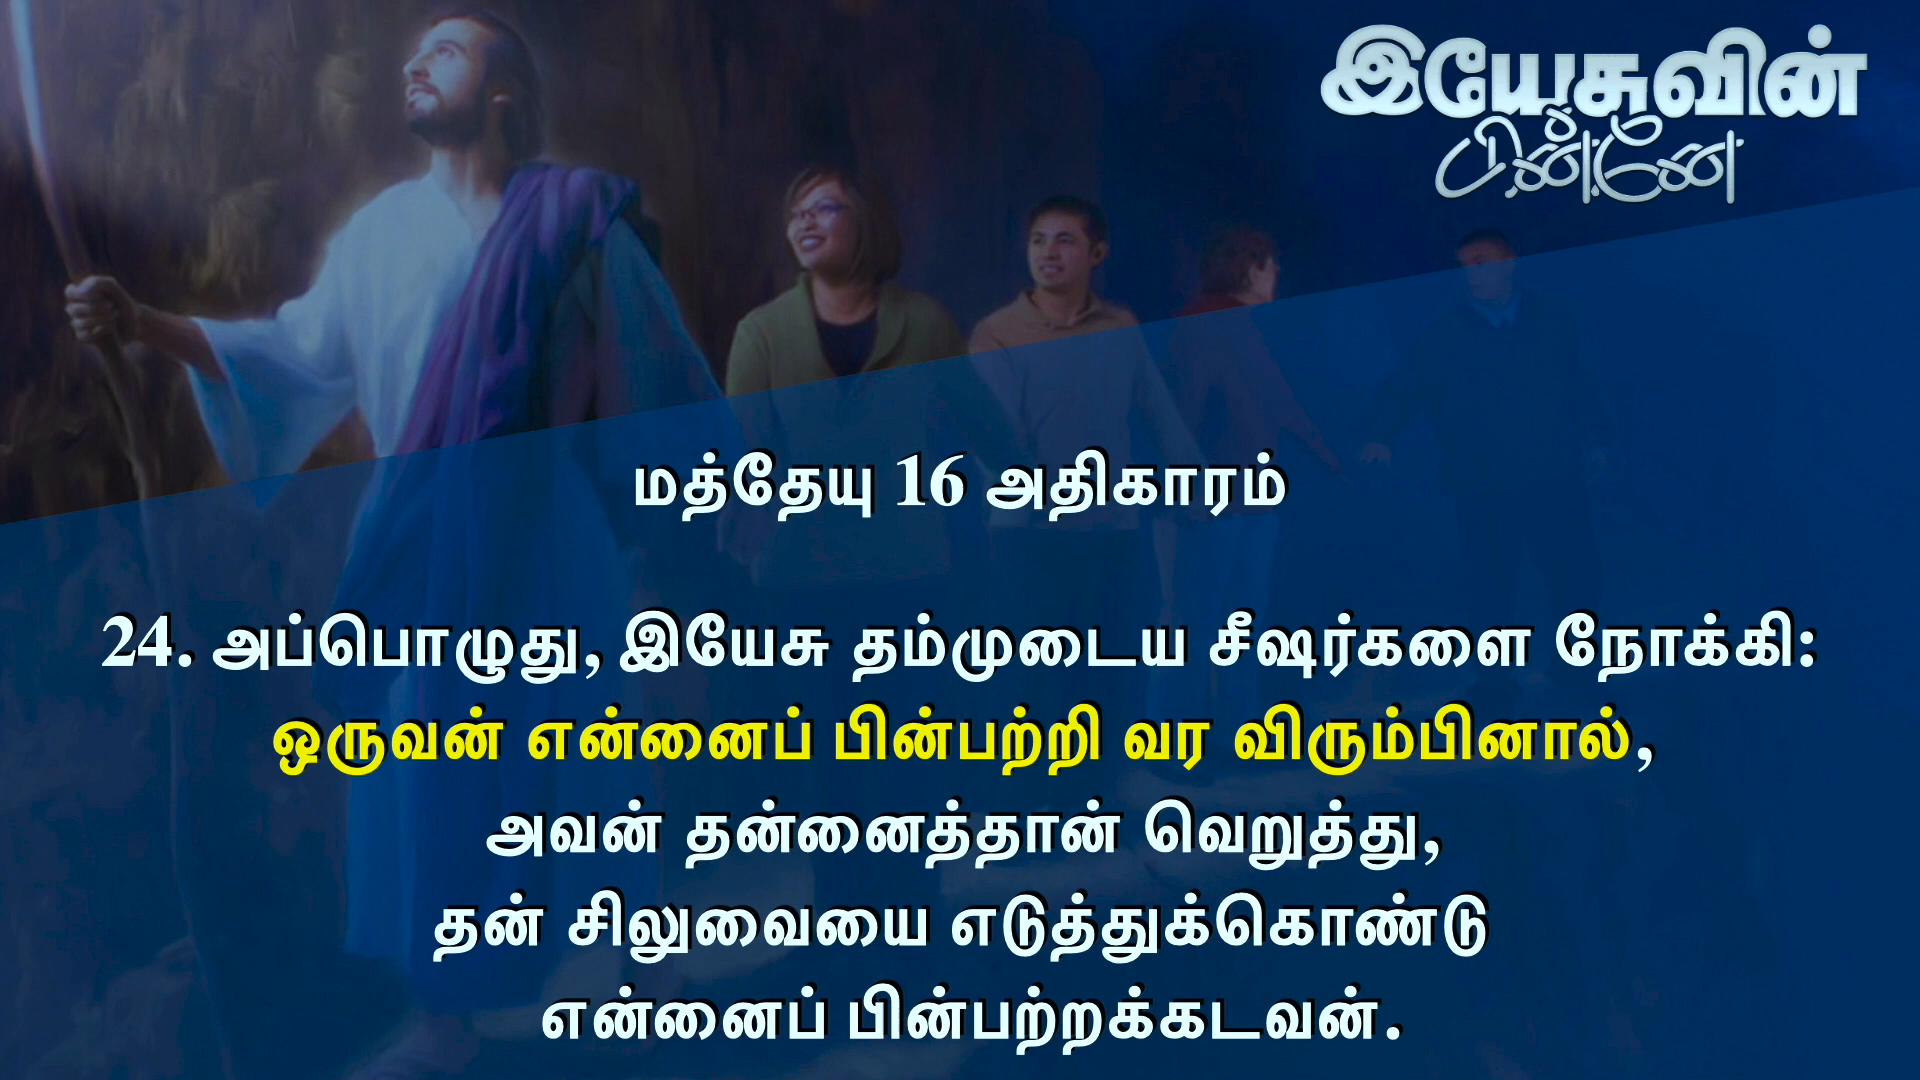 இயேசுவின்
பின்னே
மத்தேயு 16 அதிகாரம்
24. அப்பொழுது, இயேசு தம்முடைய சீஷர்களை நோக்கி:
ஒருவன் என்னைப் பின்பற்றி வர விரும்பினால்,
அவன் தன்னைத்தான் வெறுத்து,
தன் சிலுவையை எடுத்துக்கொண்டு
என்னைப் பின்பற்றக்கடவன்.